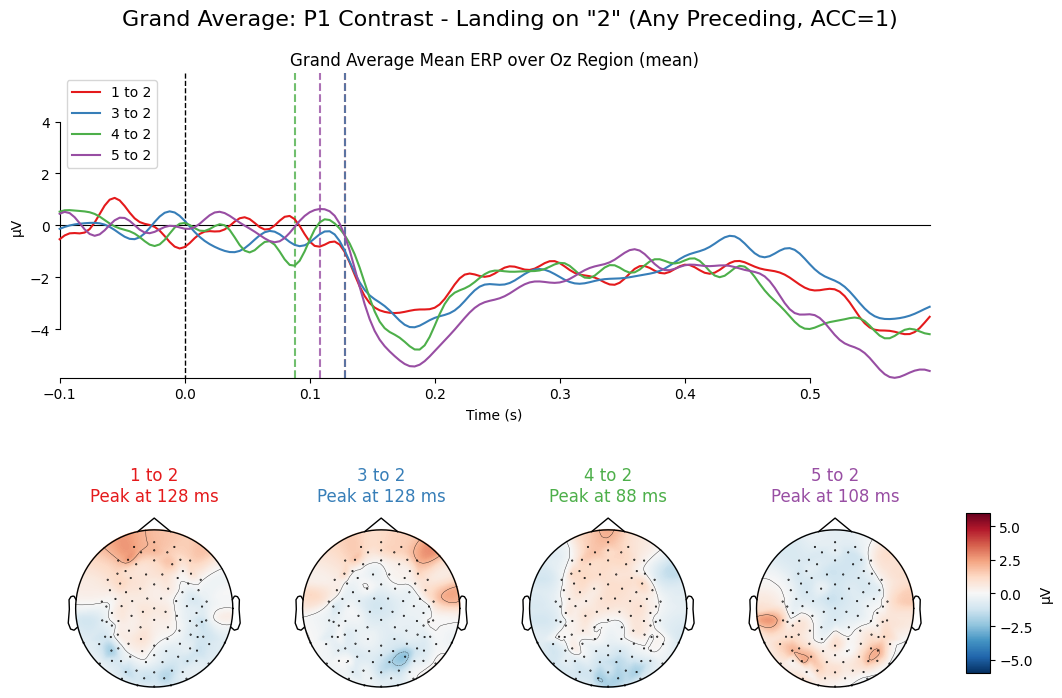 Grand Average: P1 Contrast - Landing on "2" (Any Preceding, ACC=1)
Grand Average Mean ERP over Oz Region (mean)
1 to 2
3 to 2
4 to 2
5 to 2
4
2
0
−2
−4
µV
−0.1
0.0
0.1
0.2
0.3
0.4
0.5
Time (s)
1 to 2
Peak at 128 ms
3 to 2
Peak at 128 ms
4 to 2
Peak at 88 ms
5 to 2
Peak at 108 ms
5.0
2.5
0.0
−2.5
−5.0
µV